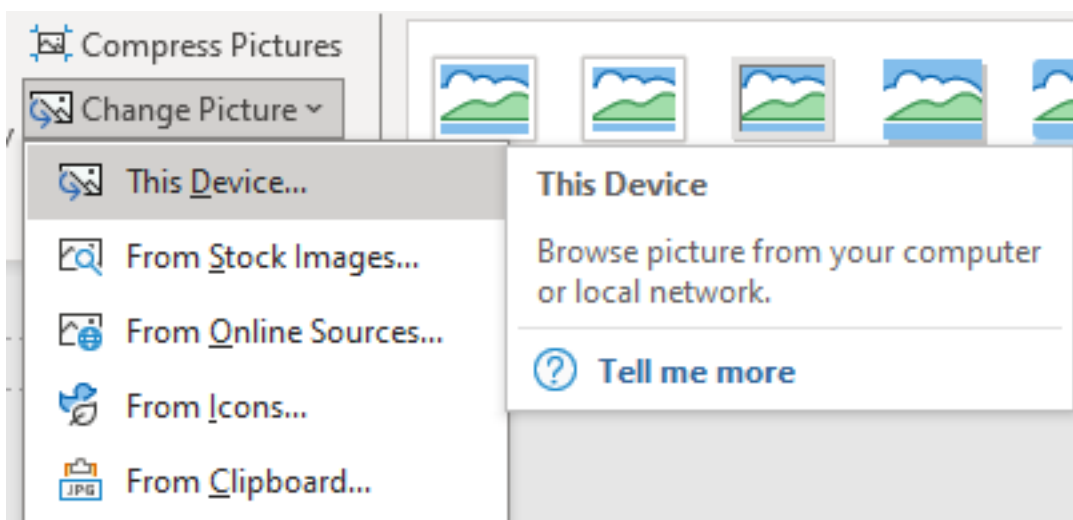 Compress Pictures
Change Picture
This Device...
From Stock Images...
From Online Sources...
From Icons...
JPG
From Clipboard...
This Device
Browse picture from your computer
or local network.
? Tell me more